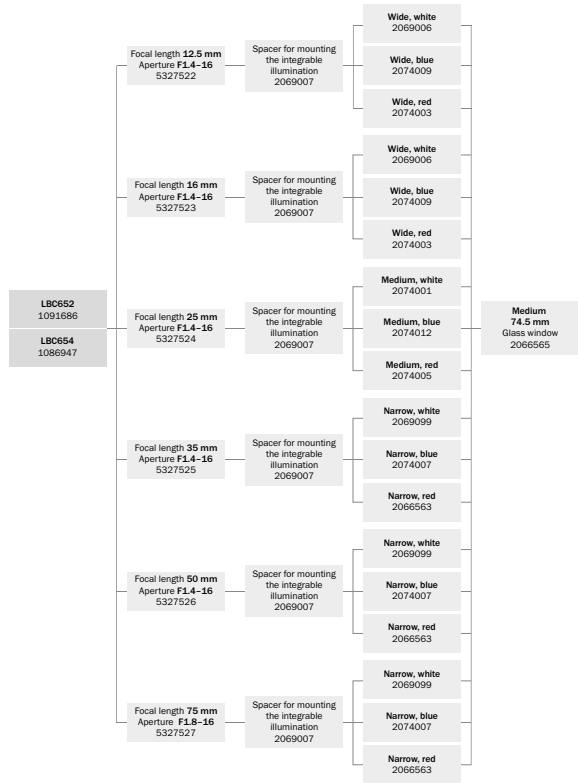 LBC652
1091686
LBC654
1086947
Focal length 12.5 mm
Aperture F1.4–16
5327522
Spacer for mounting
the integrable
illumination
2069007
Wide, white
2069006
Wide, blue
2074009
Wide, red
2074003
Focal length 16 mm
Aperture F1.4–16
5327523
Spacer for mounting
the integrable
illumination
2069007
Wide, white
2069006
Wide, blue
2074009
Wide, red
2074003
Focal length 25 mm
Aperture F1.4–16
5327524
Spacer for mounting
the integrable
illumination
2069007
Medium, white
2074001
Medium, blue
2074012
Medium, red
2074005
Focal length 35 mm
Aperture F1.4–16
5327525
Spacer for mounting
the integrable
illumination
2069007
Narrow, white
2069099
Narrow, blue
2074007
Narrow, red
2066563
Focal length 50 mm
Aperture F1.4–16
5327526
Spacer for mounting
the integrable
illumination
2069007
Narrow, white
2069099
Narrow, blue
2074007
Narrow, red
2066563
Focal length 75 mm
Aperture F1.8–16
5327527
Spacer for mounting
the integrable
illumination
2069007
Narrow, white
2069099
Narrow, blue
2074007
Narrow, red
2066563
Medium
74.5 mm
Glass window
2066565